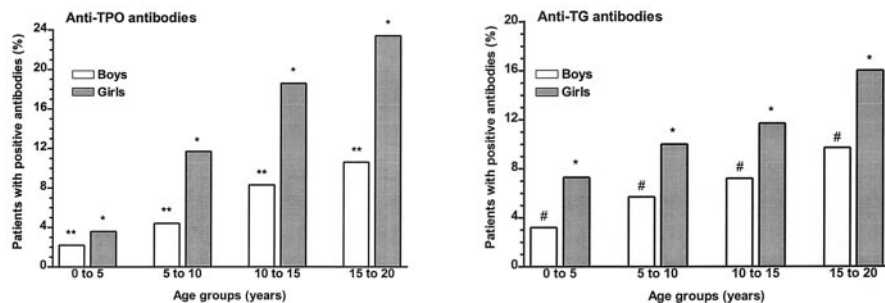 Anti-TPO antibodies
Patients with positive antibodies (%)
24
20
16
12
8
4
0
Boys
Girls
** * ** * ** * ** *
0 to 5 5 to 10 10 to 15 15 to 20
Age groups (years)
Anti-TG antibodies
Patients with positive antibodies (%)
20
16
12
8
4
0
Boys
Girls
# * # * # * # *
0 to 5 5 to 10 10 to 15 15 to 20
Age groups (years)